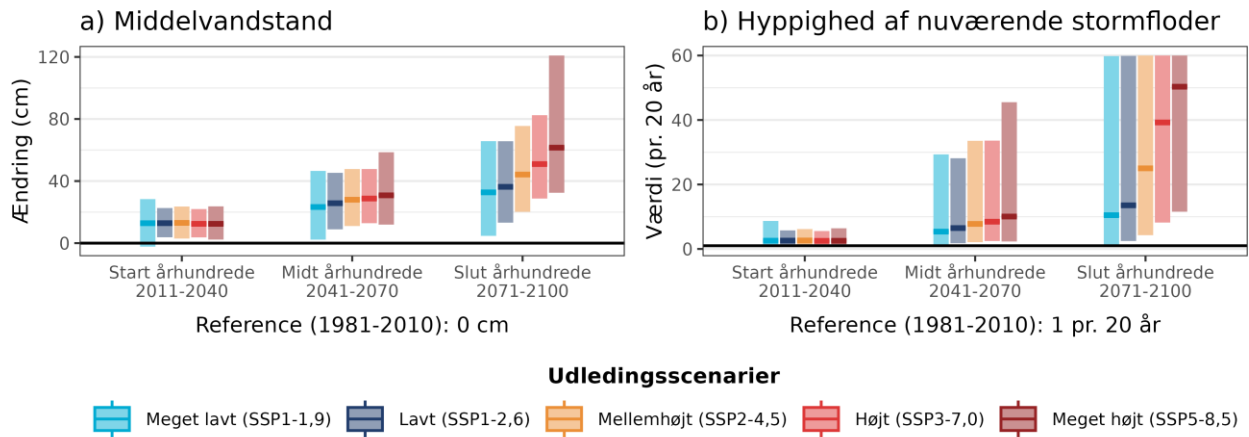 a) Middelvandstand
Ændring (cm)
120
80
40
0
Start århundrede
2011-2040
Midt århundrede
2041-2070
Slut århundrede
2071-2100
Reference (1981-2010): 0 cm
b) Hyppighed af nuværende stormfloder
Værdi (pr. 20 år)
60
40
20
0
Start århundrede
2011-2040
Midt århundrede
2041-2070
Slut århundrede
2071-2100
Reference (1981-2010): 1 pr. 20 år
Udledingsscenarier
Meget lavt (SSP1-1,9)
Lavt (SSP1-2,6)
Mellemhøjt (SSP2-4,5)
Højt (SSP3-7,0)
Meget højt (SSP5-8,5)